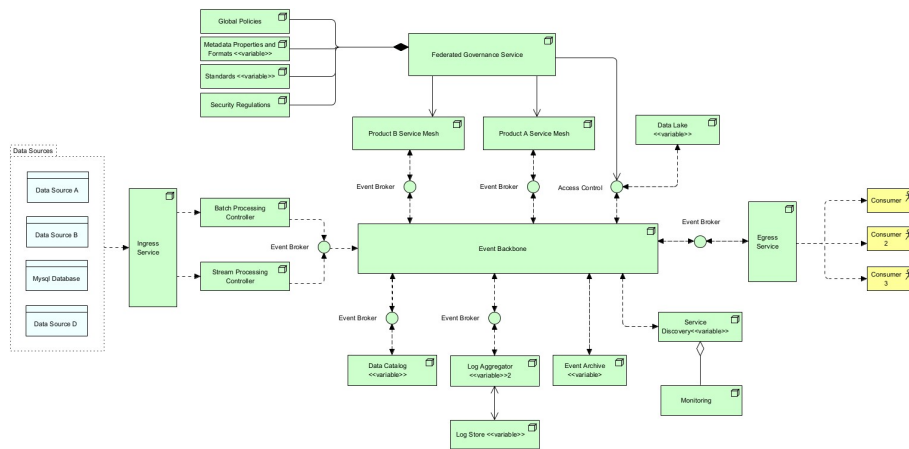 Global Policies
Metadata Properties and
Formats <<variable>>
Standards <<variable>>
Security Regulations
Federated Governance Service
Product B Service Mesh
Product A Service Mesh
Data Lake
<<variable>>
Event Broker
Event Broker
Access Control
Data Sources
Data Source A
Data Source B
Mysql Database
Data Source D
Ingress
Service
Batch Processing
Controller
Stream Processing
Controller
Event Broker
Event Backbone
Event Broker
Egress
Service
Consumer
Consumer
2
Consumer
3
Event Broker
Event Broker
Data Catalog
<<variable>>
Log Aggregator
<<variable>>2
Event Archive
<<variable>
Service
Discovery<<variable>>
Monitoring
Log Store <<variable>>